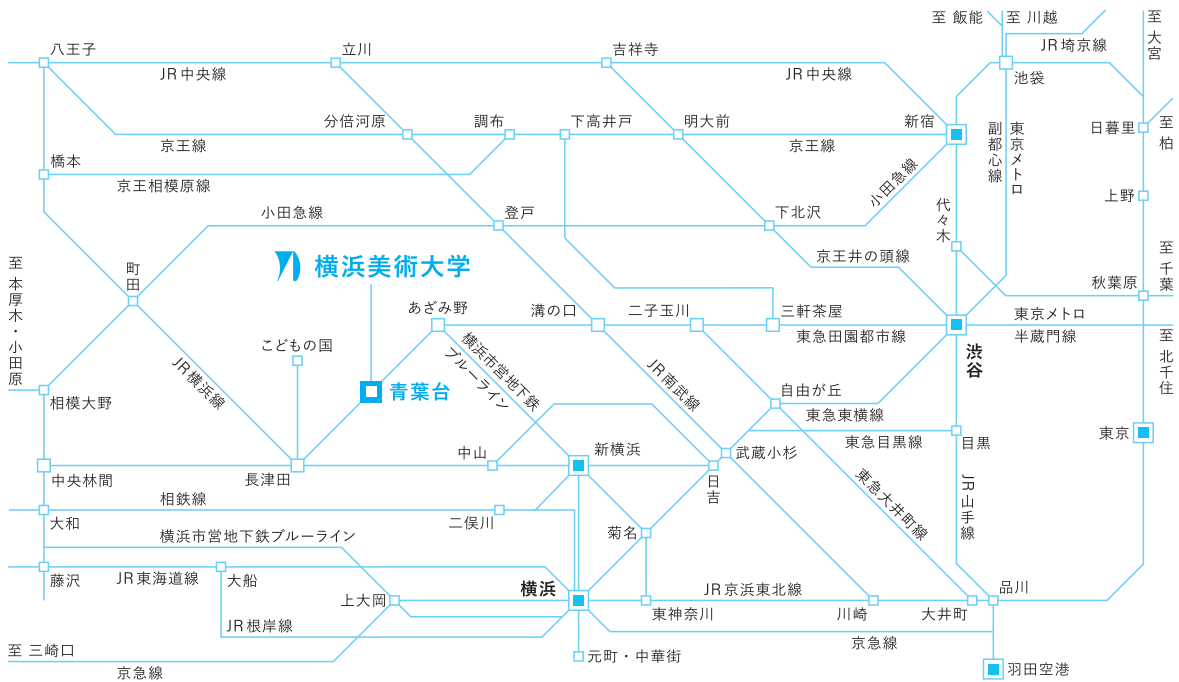 至 飯能
至 川越
至 大宮
JR埼京線
八王子
立川
吉祥寺
JR中央線
JR中央線
池袋
分倍河原
調布
下高井戸
明大前
新宿
日暮里
至 柏
京王線
京王線
副都心線
東京メトロ
橋本
京王相模原線
小田急線
上野
小田急線
登戸
下北沢
代々木
京王井の頭線
至 千葉
至 本厚木・小田原
町田
横浜美術大学
秋葉原
あざみ野
溝の口
二子玉川
三軒茶屋
東急田園都市線
東京メトロ
半蔵門線
至 北千住
こどもの国
横浜市営地下鉄
ブルーライン
渋谷
JR横浜線
青葉台
JR南武線
自由が丘
相模大野
東急東横線
東急目黒線
目黒
東京
中山
新横浜
武蔵小杉
日吉
中央林間
長津田
東急大井町線
JR山手線
相鉄線
大和
二俣川
菊名
横浜市営地下鉄ブルーライン
藤沢
JR東海道線
大船
横浜
JR京浜東北線
品川
上大岡
東神奈川
川崎
大井町
JR根岸線
京急線
至 三崎口
京急線
元町・中華街
羽田空港